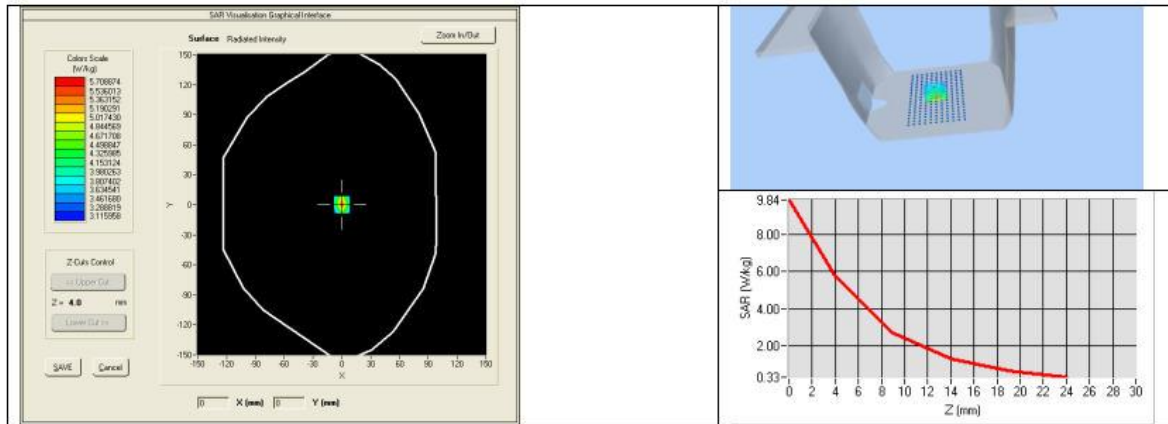 SAR Visualisation Graphical Interface
Surface Radiated Intensity
Zoom In/Out
Colors Scale
(W/kg)
5.708874
5.536013
5.363152
5.190291
5.017430
4.844569
4.671708
4.498847
4.325985
4.153124
3.980263
3.807402
3.634541
3.461680
3.288819
3.115958
Z-Cuts Control
<< Upper Cut
Z = 4.0 mm
Lower Cut >>
SAVE Cancel
150
120
90
60
30
0
-30
-60
-90
-120
-150
Y
-150 -120 -90 -60 -30 0 30 60 90 120 150
X
0 X (mm) 0 Y (mm)
9.84
8.00
6.00
4.00
2.00
0.33
SAR (W/kg)
0 2 4 6 8 10 12 14 16 18 20 22 24 26 28 30
Z (mm)